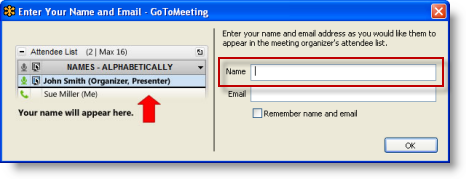 Enter Your Name and Email - GoToMeeting
Attendee List (2 | Max 16)
NAMES - ALPHABETICALLY
John Smith (Organizer, Presenter)
Sue Miller (Me)
Your name will appear here.
Enter your name and email address as you would like them to
appear in the meeting organizer's attendee list.
Name
Email
Remember name and email
OK